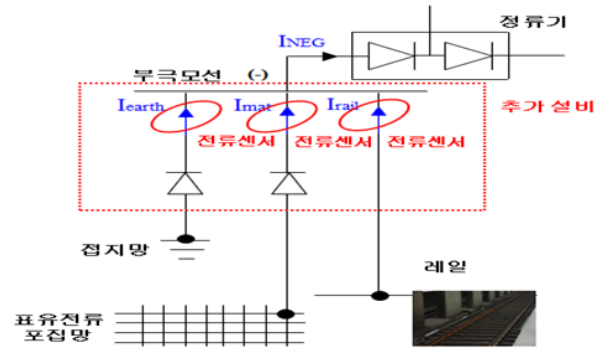 정류기
INEG
부극모선 (-)
Iearth Imat Irail
추가설비
전류센서 전류센서 전류센서
접지망
레일
표유전류
포집망